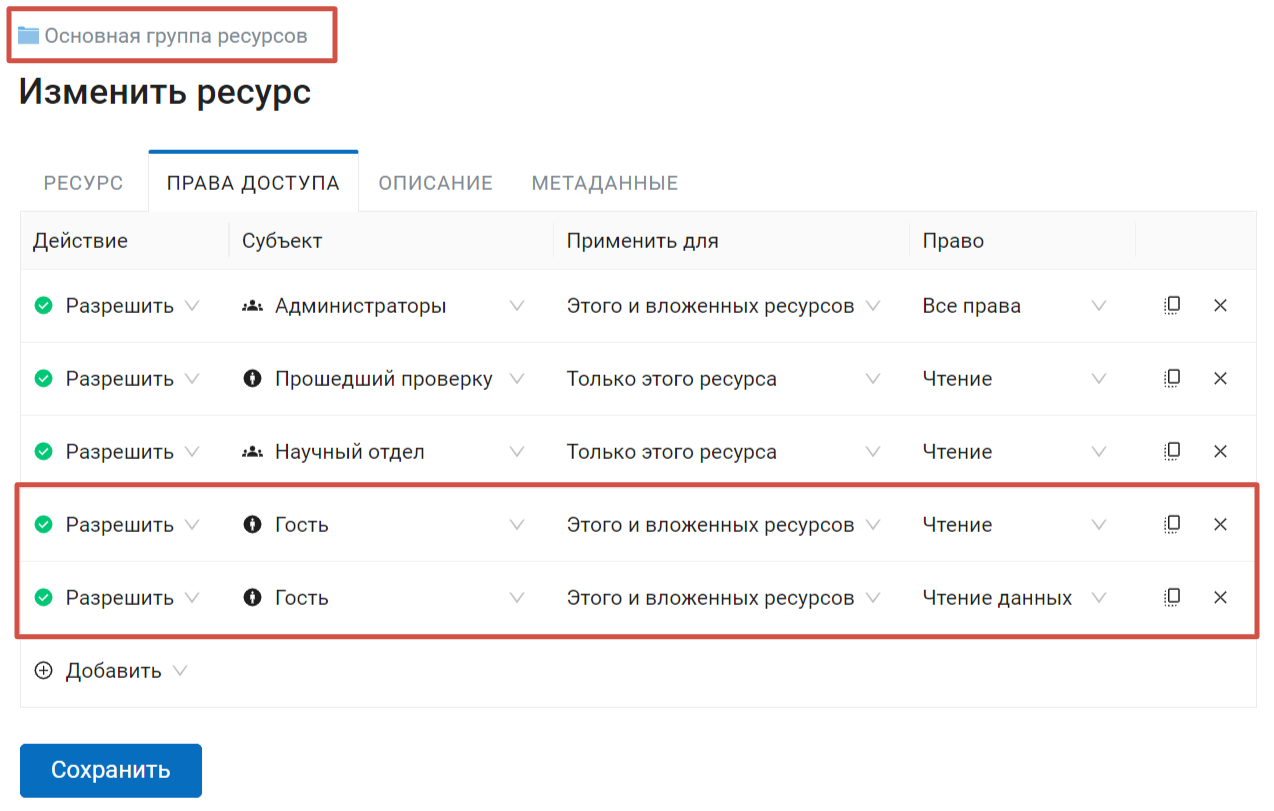 Основная группа ресурсов
Изменить ресурс
РЕСУРС ПРАВА ДОСТУПА ОПИСАНИЕ МЕТАДАННЫЕ
Действие Субъект Применить для Право
Разрешить Администраторы Этого и вложенных ресурсов Все права
Разрешить Прошедший проверку Только этого ресурса Чтение
Разрешить Научный отдел Только этого ресурса Чтение
Разрешить Гость Этого и вложенных ресурсов Чтение
Разрешить Гость Этого и вложенных ресурсов Чтение данных
Добавить
Сохранить